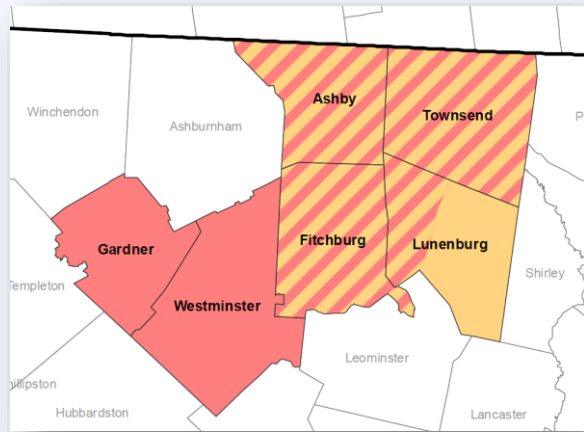 Ashby
Winchendon
Townsend
Ashburnham
Fitchburg
Gardner
Lunenburg
Shirley
Templeton
Westminster
Leominster
Hubbardston
Lancaster